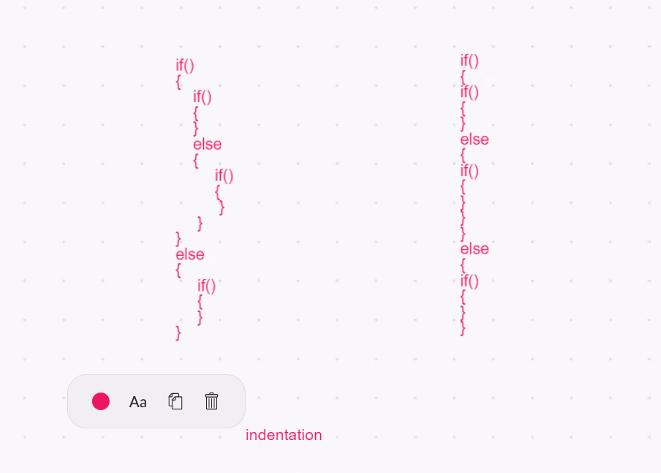 if()
{
if()
{
}
else
{
if()
{
}
}
}
else
{
if()
{
}
}
if()
{
if()
{
}
else
{
if()
{
}
}
}
else
{
if()
{
}
}
Aa
indentation